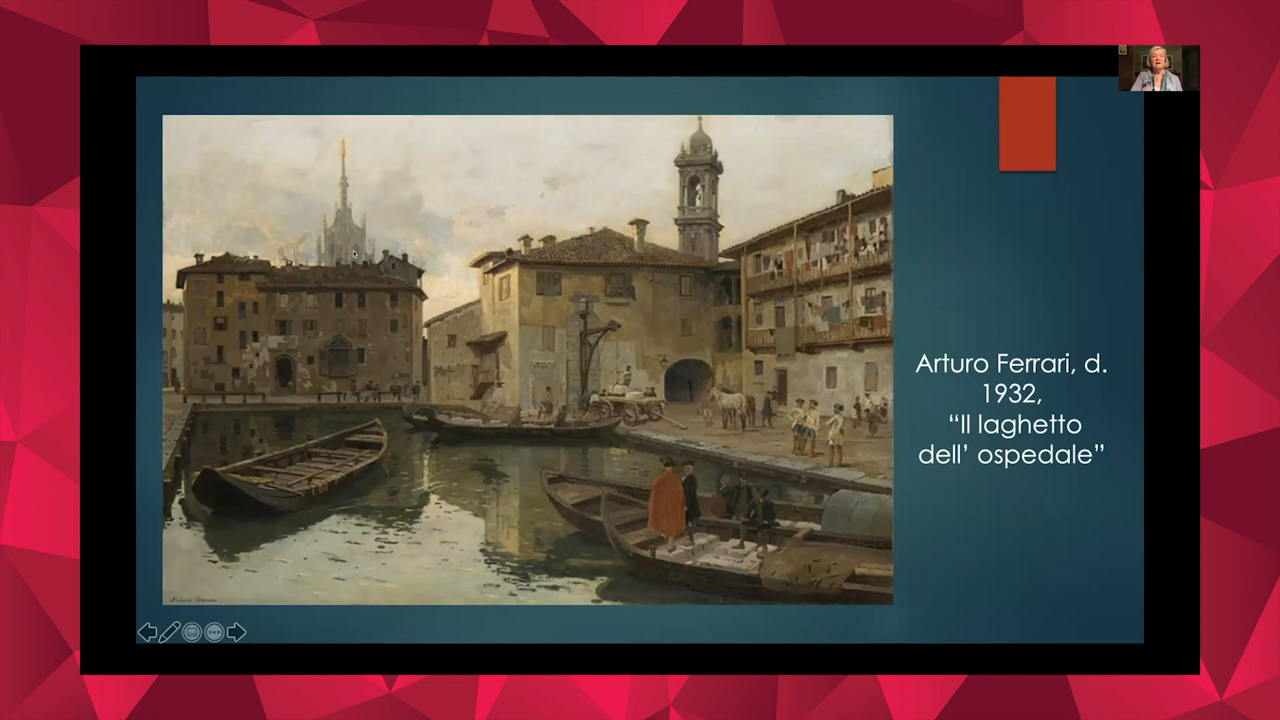 Arturo Ferrari, d.
1932,
“Il laghetto
dell’ ospedale”